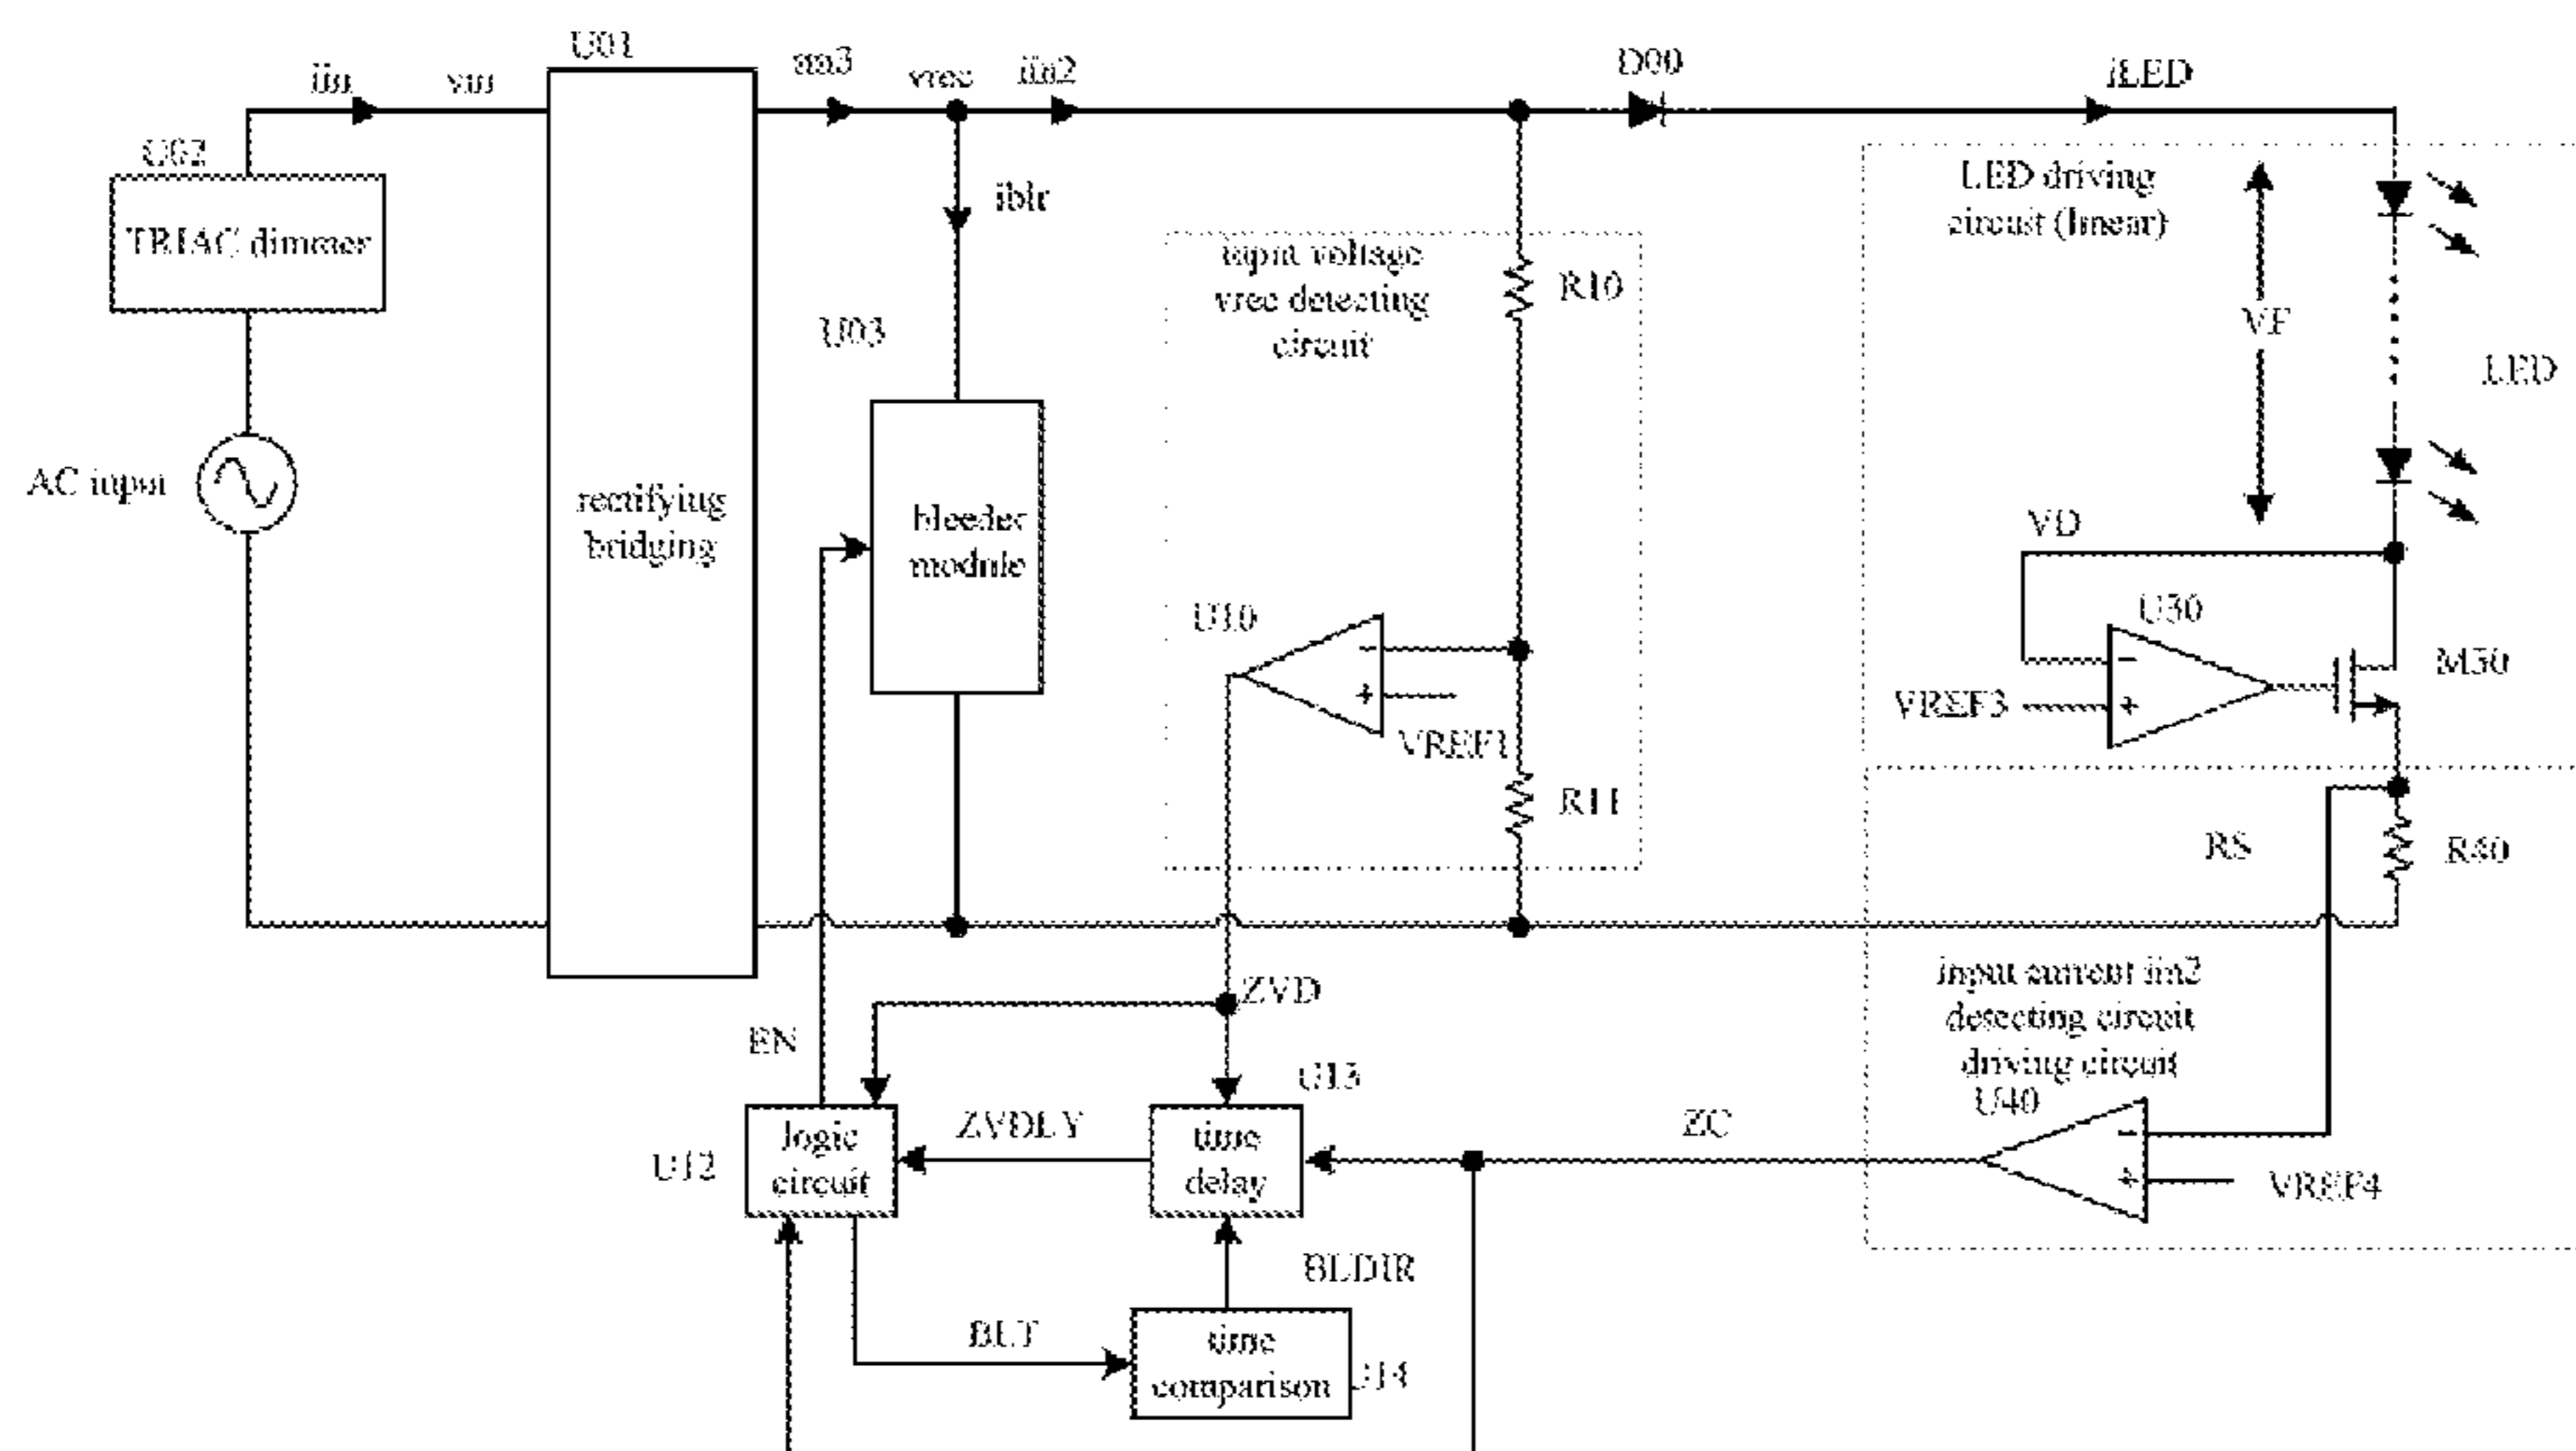 U01
iin
vin
vrec
iin2
D00
iLED
U02
TRIAC dimmer
iblr
LED driving
circuit (linear)
input voltage
vrec detecting
circuit
R10
U03
VF
LED
AC input
rectifying
bridging
bleeder
module
VD
U10
U30
M30
VREF3
VREF1
R11
RS
R40
ZVD
input current iin2
detecting circuit
driving circuit
EN
U13
U40
logic
circuit
ZVDLY
time
delay
ZC
U12
VREF4
BLDIR
BLT
time
comparison